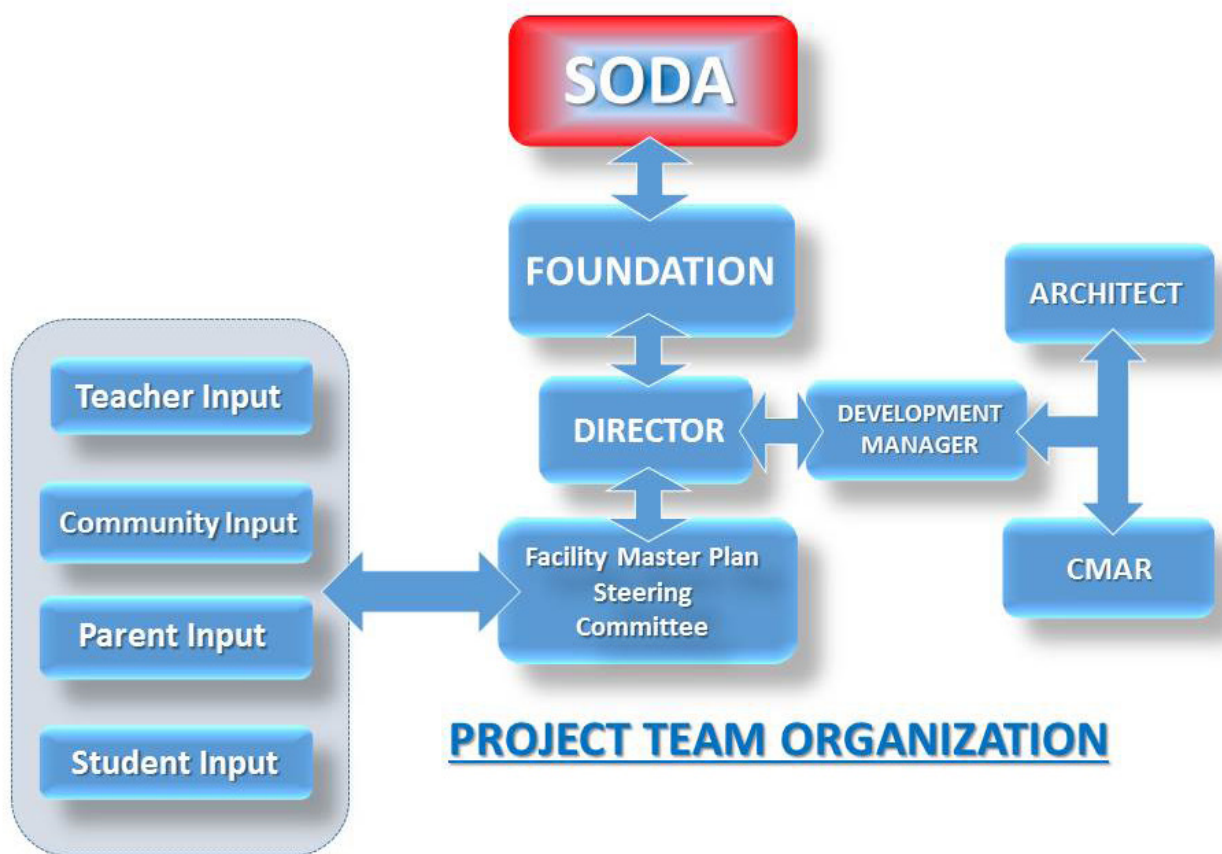 SODA
FOUNDATION
ARCHITECT
Teacher Input
DIRECTOR
DEVELOPMENT
MANAGER
Community Input
Facility Master Plan
Steering
Committee
CMAR
Parent Input
Student Input
PROJECT TEAM ORGANIZATION